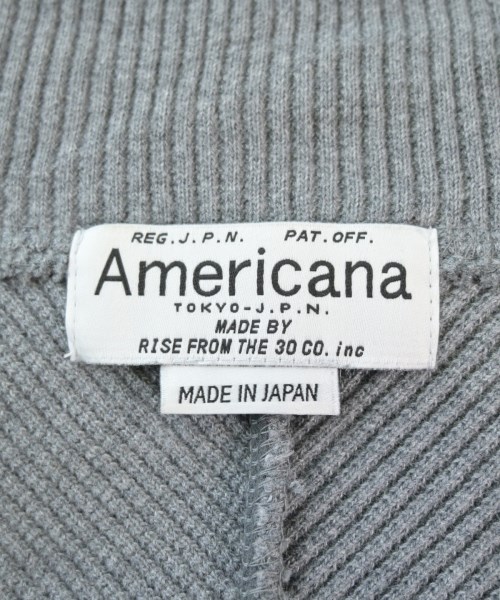 REG.J.P.N. PAT.OFF.
Americana
TOKYO-J.P.N.
MADE BY
RISE FROM THE 30 CO. inc
MADE IN JAPAN